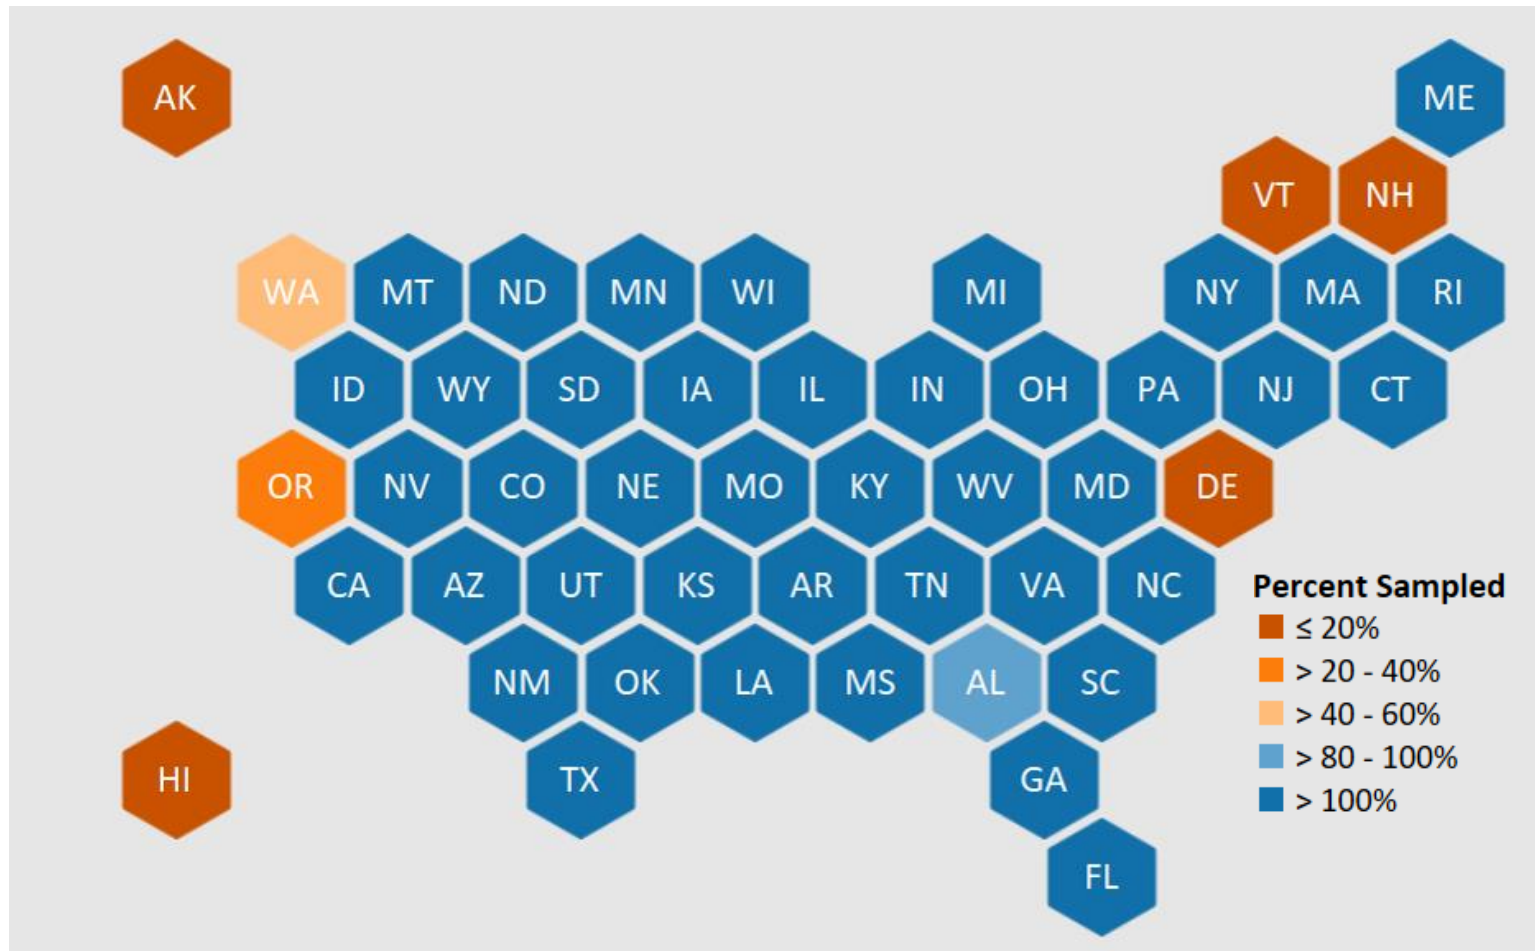 AK
ME
VT NH
WA MT ND MN WI MI NY MA RI
ID WY SD IA IL IN OH PA NJ CT
OR NV CO NE MO KY WV MD DE
CA AZ UT KS AR TN VA NC
NM OK LA MS AL SC
HI TX GA
FL
Percent Sampled
≤ 20%
> 20 - 40%
> 40 - 60%
> 80 - 100%
> 100%